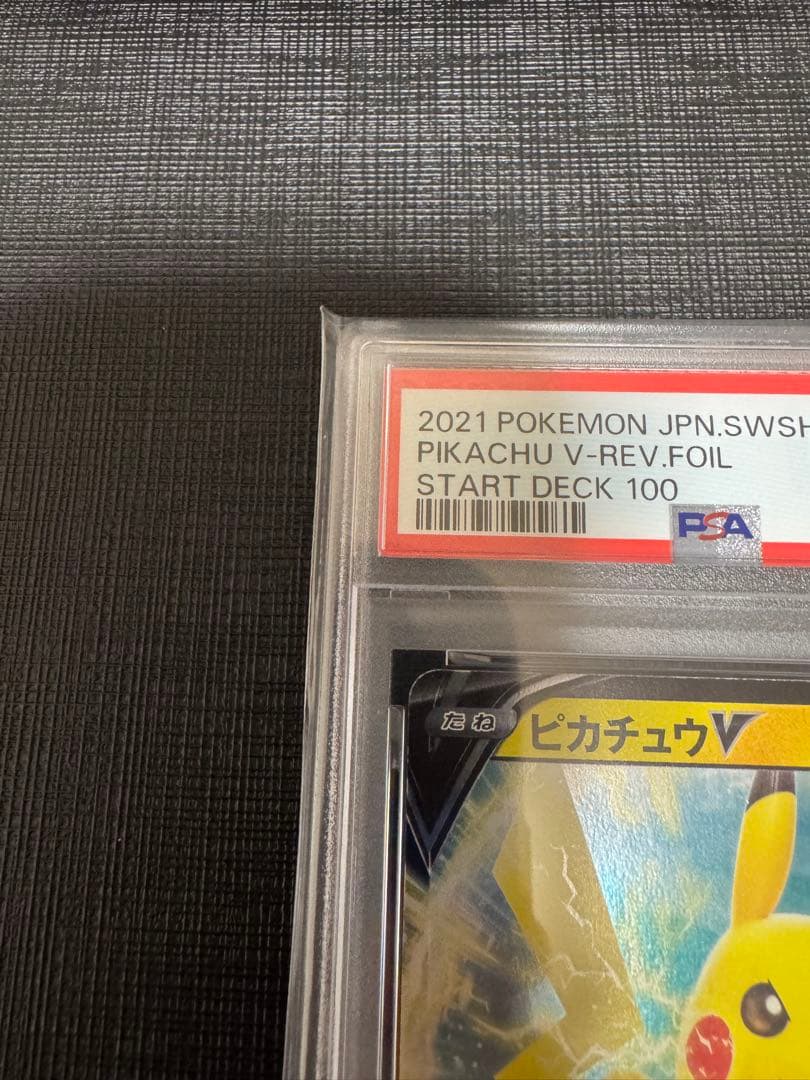 2021 POKEMON JPN.SWSH
PIKACHU V-REV.FOIL
START DECK 100
PSA
たね ピカチュウV